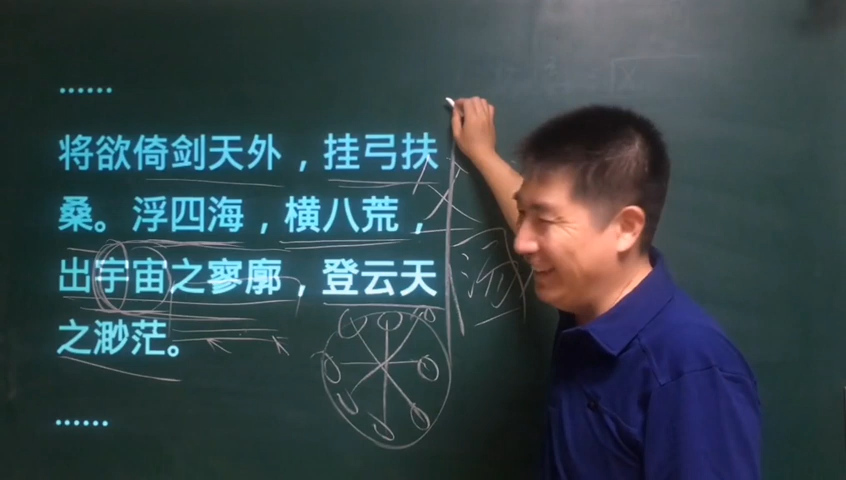 ……
将欲倚剑天外，挂弓扶
桑。浮四海，横八荒，
出宇宙之寥廓，登云天
之渺茫。
……